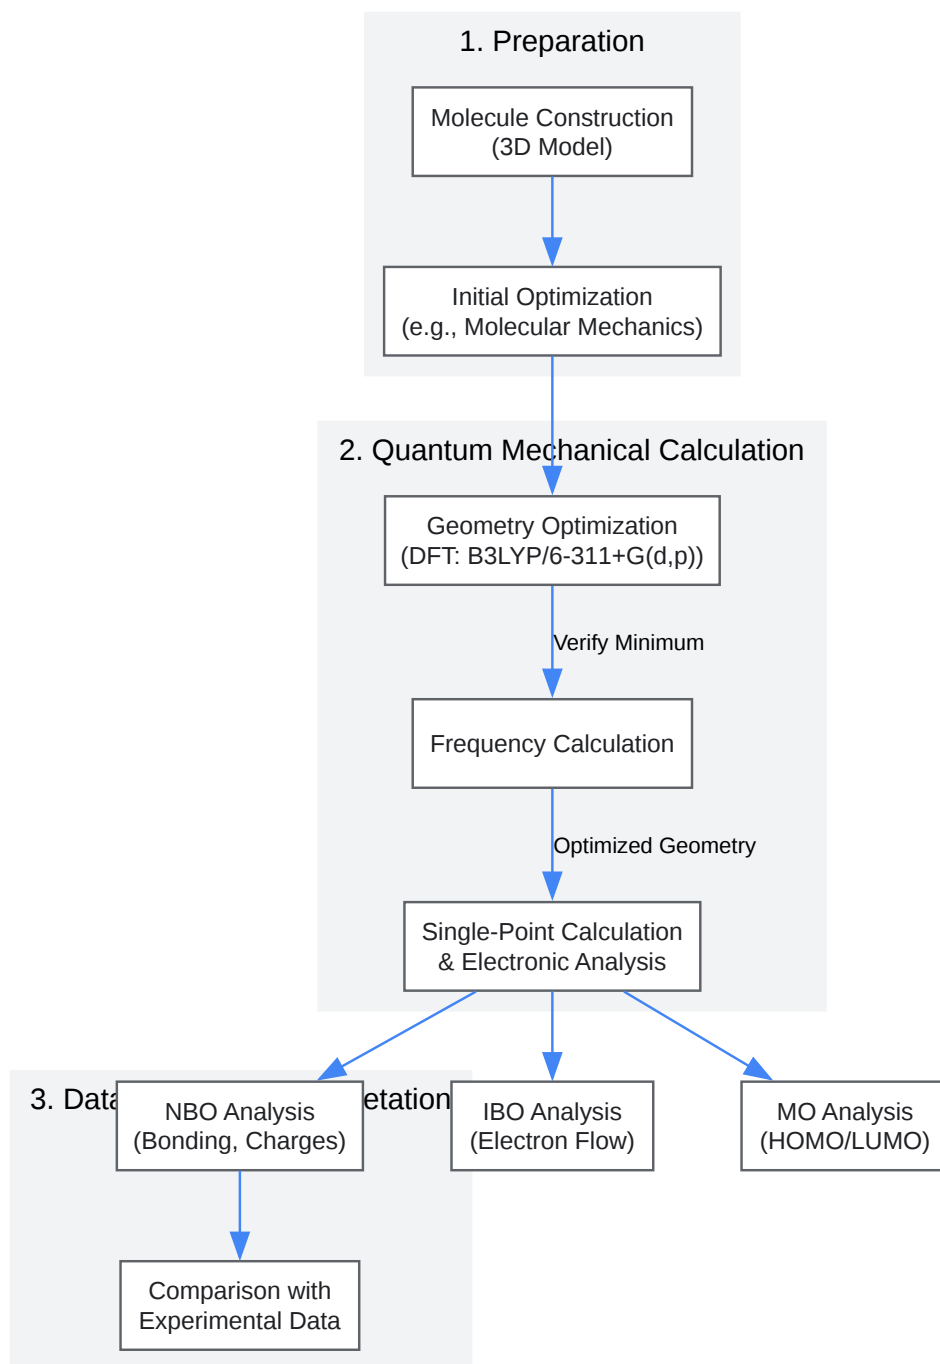 1. Preparation
Molecule Construction
(3D Model)
Initial Optimization
(e.g., Molecular Mechanics)
2. Quantum Mechanical Calculation
Geometry Optimization
(DFT: B3LYP/6-311+G(d,p))
Verify Minimum
Frequency Calculation
Optimized Geometry
Single-Point Calculation
& Electronic Analysis
3. Data
NBO Analysis
(Bonding, Charges)
IBO Analysis
(Electron Flow)
MO Analysis
(HOMO/LUMO)
Comparison with
Experimental Data